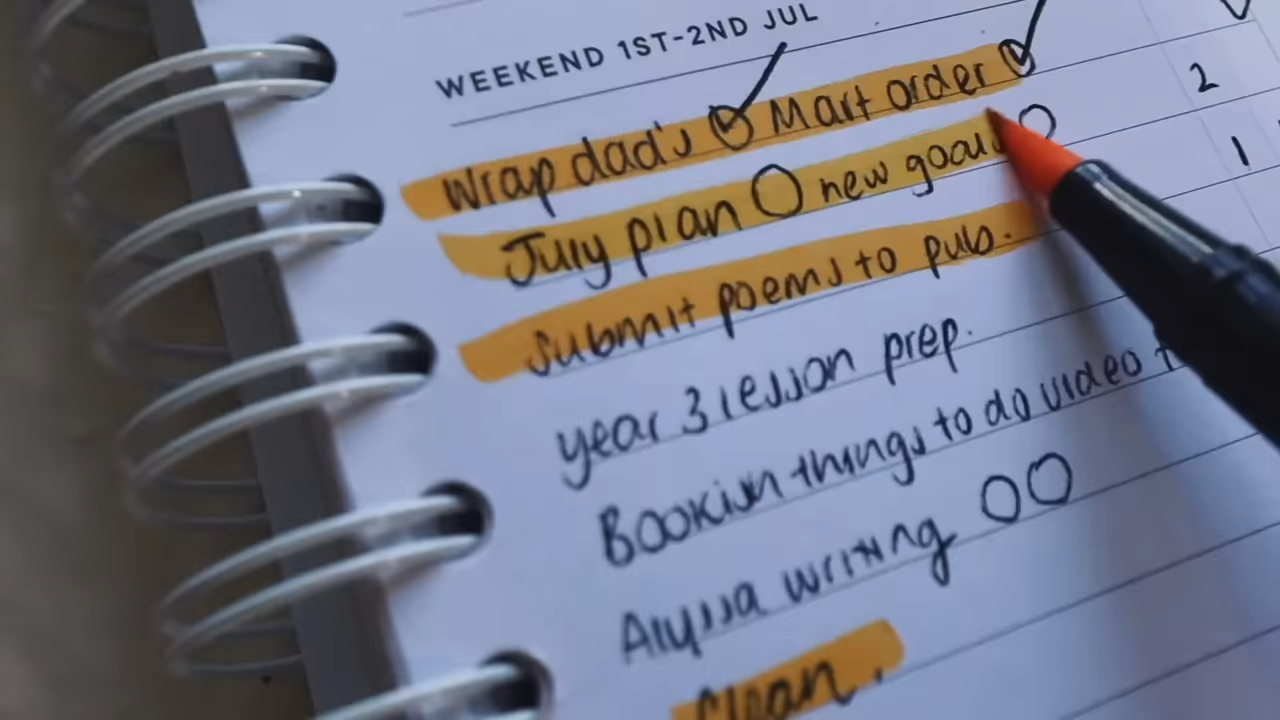 WEEKEND 1ST-2ND JUL
Wrap dad's Mart order
July plan new goals
2
Submit poems to pub.
1
year 3 lesson prep.
Bookish things to do video
Alyssa writing
Clean.